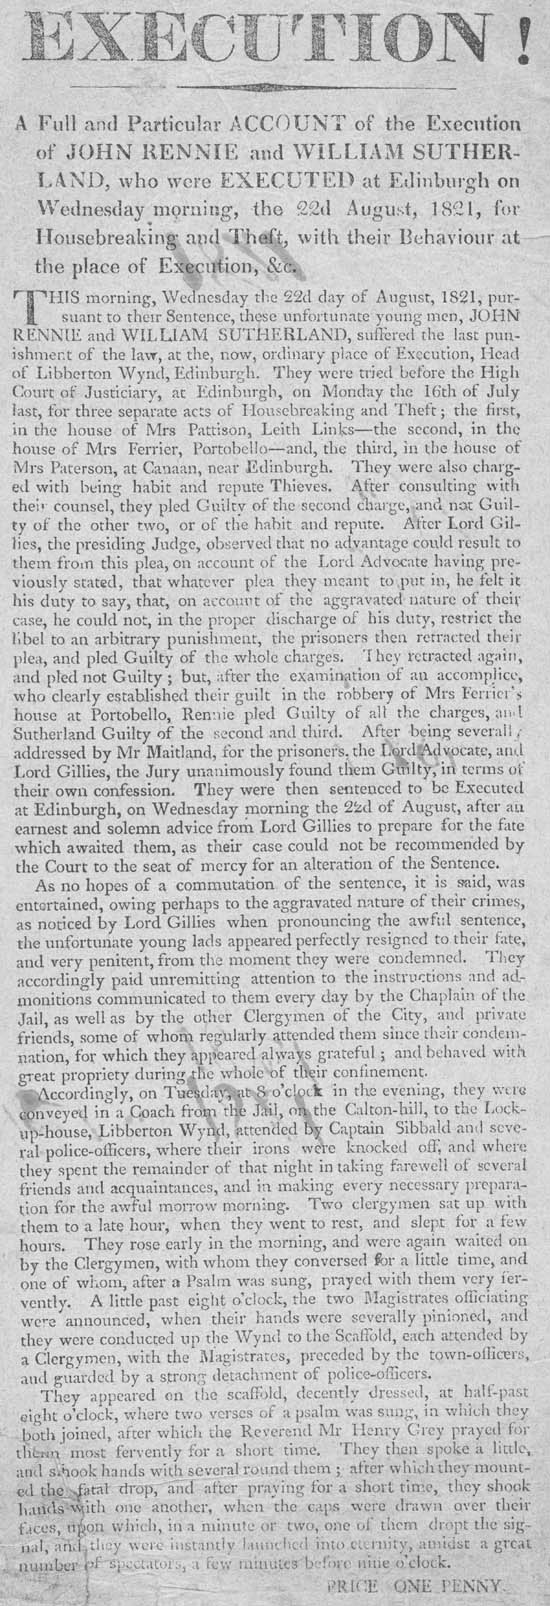 EXECUTION!
A Full and Particular ACCOUNT of the Execution
of JOHN RENNIE and WILLIAM SUTHER-
LAND, who were EXECUTED at Edinburgh on
Wednesday morning, the 22d August, 1821, for
Housebreaking and Theft, with their Behaviour at
the place of Execution, &c.
THIS morning, Wednesday the 22d day of August, 1821, pur-
suant to their Sentence, these unfortunate young men, JOHN
RENNIE and WILLIAM SUTHERLAND, suffered the last pun-
ishment of the law, at the, now, ordinary place of Execution, Head
of Libberton Wynd, Edinburgh. They were tried before the High
Court of Justiciary, at Edinburgh, on Monday the 16th of July
last, for three separate acts of Housebreaking and Theft; the first,
in the house of Mrs Pattison, Leith Links—the second, in the
house of Mrs Ferrier, Portobello—and, the third, in the house of
Mrs Paterson, at Canaan, near Edinburgh. They were also charg-
ed with being habit and repute Thieves. After consulting with
their counsel, they pled Guilty of the second charge, and not Guil-
ty of the other two, or of the habit and repute. After Lord Gil-
lies, the presiding Judge, observed that no advantage could result to
them from this plea, on account of the Lord Advocate having pre-
viously stated, that whatever plea they meant to put in, he felt it
his duty to say, that, on account of the aggravated nature of their
case, he could not, in the proper discharge of his duty, restrict the
libel to an arbitrary punishment, the prisoners then retracted their
plea, and pled Guilty of the whole charges. They retracted again,
and pled not Guilty; but, after the examination of an accomplice,
who clearly established their guilt in the robbery of Mrs Ferrier's
house at Portobello, Rennie pled Guilty of all the charges, and
Sutherland Guilty of the second and third. After being severally
addressed by Mr Maitland, for the prisoners, the Lord Advocate, and
Lord Gillies, the Jury unanimously found them Guilty, in terms of
their own confession. They were then sentenced to be Executed
at Edinburgh, on Wednesday morning the 22d of August, after an
earnest and solemn advice from Lord Gillies to prepare for the fate
which awaited them, as their case could not be recommended by
the Court to the seat of mercy for an alteration of the Sentence.
As no hopes of a commutation of the sentence, it is said, was
entertained, owing perhaps to the aggravated nature of their crimes,
as noticed by Lord Gillies when pronouncing the awful sentence,
the unfortunate young lads appeared perfectly resigned to their fate,
and very penitent, from the moment they were condemned. They
accordingly paid unremitting attention to the instructions and ad-
monitions communicated to them every day by the Chaplain of the
Jail, as well as by the other Clergymen of the City, and private
friends, some of whom regularly attended them since their condem-
nation, for which they appeared always grateful; and behaved with
great propriety during the whole of their confinement.
Accordingly, on Tuesday, at 8 o'clock in the evening, they were
conveyed in a Coach from the Jail, on the Calton-hill, to the Lock-
up-house, Libberton Wynd, attended by Captain Sibbald and seve-
ral police-officers, where their irons were knocked off, and where
they spent the remainder of that night in taking farewell of several
friends and acquaintances, and in making every necessary prepara-
tion for the awful morrow morning. Two clergymen sat up with
them to a late hour, when they went to rest, and slept for a few
hours. They rose early in the morning, and were again waited on
by the Clergymen, with whom they conversed for a little time, and
one of whom, after a Psalm was sung, prayed with them very fer-
vently. A little past eight o'clock, the two Magistrates officiating
were announced, when their hands were severally pinioned, and
they were conducted up the Wynd to the Scaffold, each attended by
a Clergymen, with the Magistrates, preceded by the town-officers,
and guarded by a strong detachment of police-officers.
They appeared on the scaffold, decently dressed, at half-past
eight o'clock, where two verses of a psalm was sung, in which they
both joined, after which the Reverend Mr Henry Grey prayed for
them most fervently for a short time. They then spoke a little,
and shook hands with several round them; after which they mount-
ed the fatal drop, and after praying for a short time, they shook
hands with one another, when the caps were drawn over their
faces, upon which, in a minute or two, one of them dropt the sig-
nal, and they were instantly launched into eternity, amidst a great
number of spectators, a few minutes before nine o'clock.
PRICE ONE PENNY.